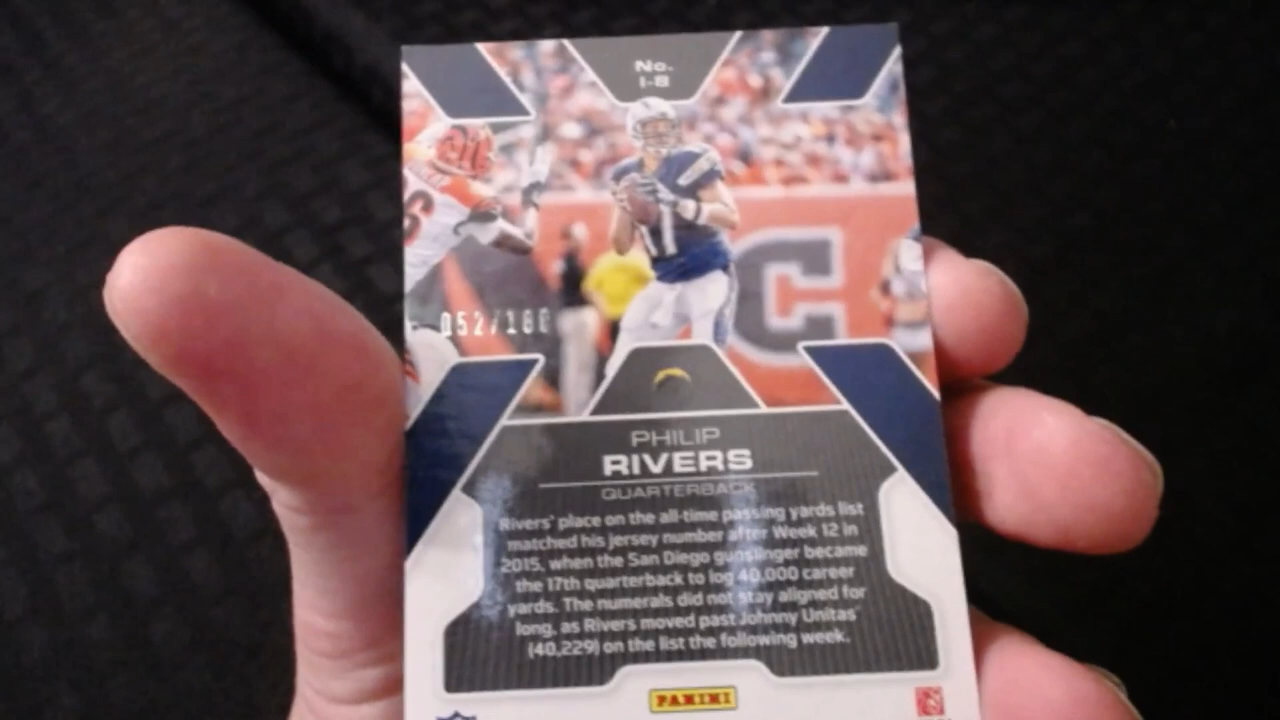 No.
I-8
052/100
PHILIP
RIVERS
QUARTERBACK
Rivers' place on the all-time passing yards list
matched his jersey number after Week 12 in
2015, when the San Diego gunslinger became
the 17th quarterback to log 40,000 career
yards. The numerals did not stay aligned for
long, as Rivers moved past Johnny Unitas'
(40,229) on the list the following week.
PANINI